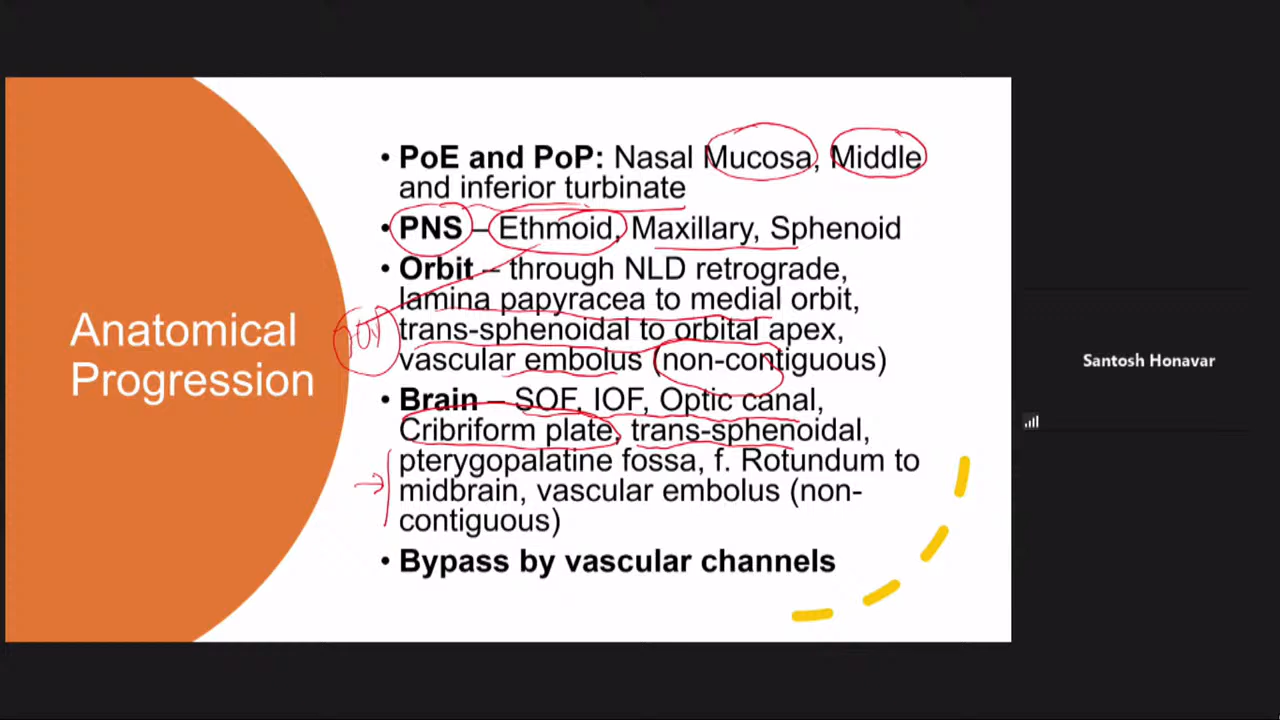 Anatomical
Progression
• PoE and PoP: Nasal Mucosa, Middle
and inferior turbinate
• PNS – Ethmoid, Maxillary, Sphenoid
• Orbit – through NLD retrograde,
lamina papyracea to medial orbit,
trans-sphenoidal to orbital apex,
vascular embolus (non-contiguous)
• Brain – SOF, IOF, Optic canal,
Cribriform plate, trans-sphenoidal,
pterygopalatine fossa, f. Rotundum to
midbrain, vascular embolus (non-
contiguous)
• Bypass by vascular channels
Santosh Honavar